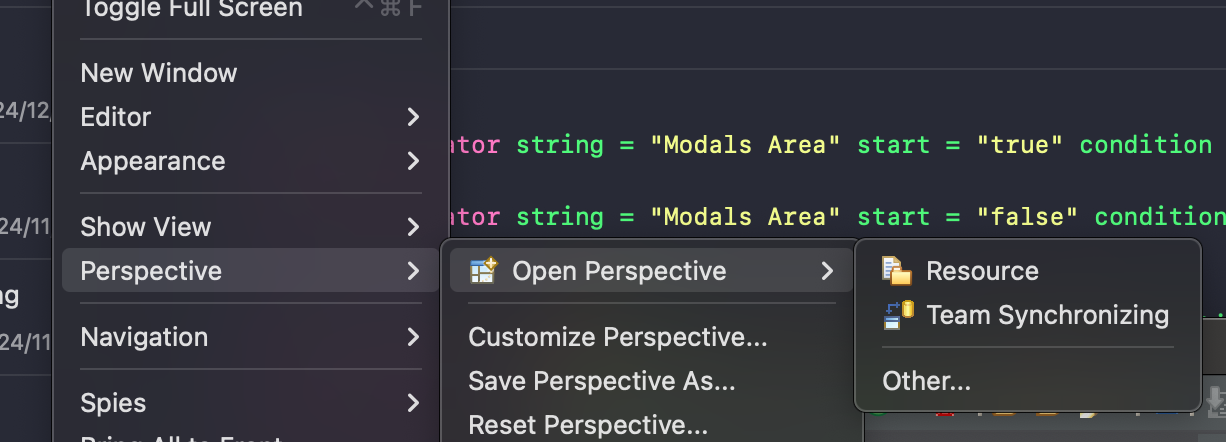 Toggle Full Screen ^⌘F
New Window
24/12
Editor
Appearance
ator string = "Modals Area" start = "true" condition
Show View
24/11
ator string = "Modals Area" start = "false" condition
Perspective
Open Perspective
Resource
ng
Team Synchronizing
24/11
Navigation
Customize Perspective...
Save Perspective As...
Other...
Spies
Reset Perspective...
Bring All to Front